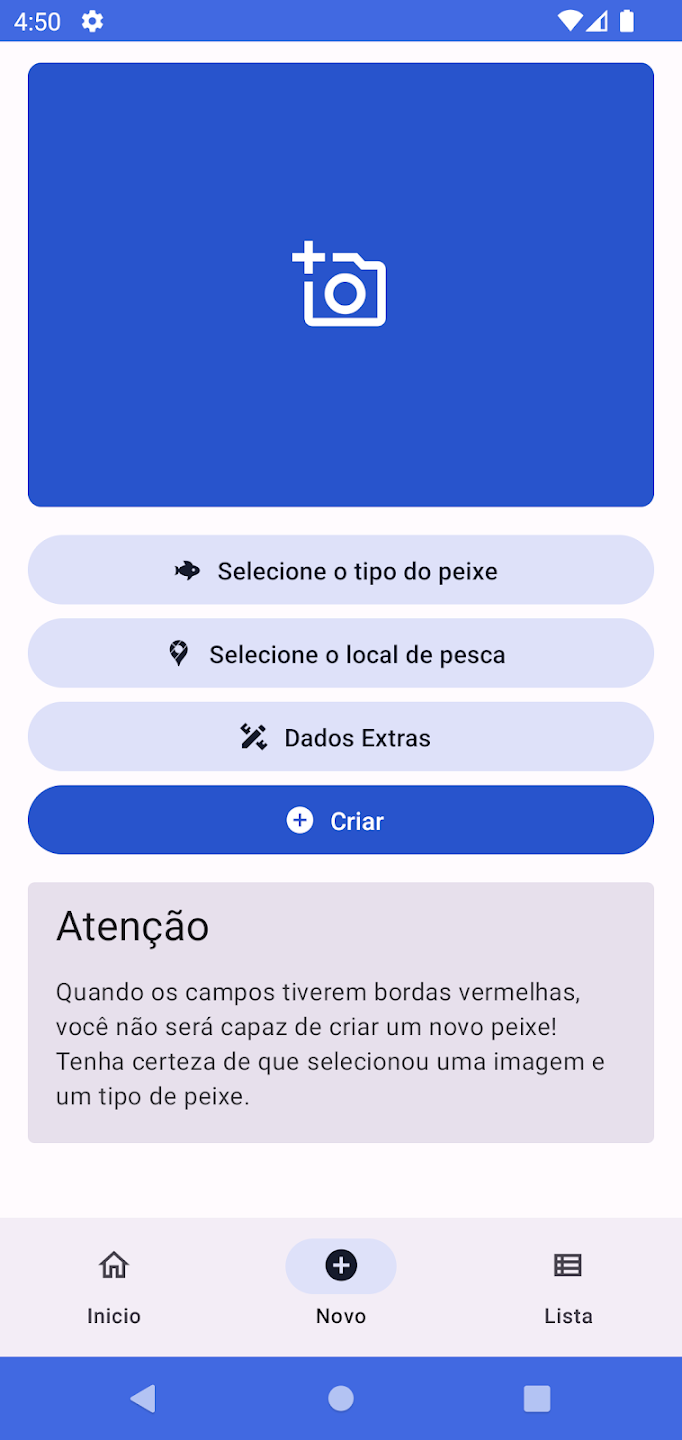 4:50
Selecione o tipo do peixe
Selecione o local de pesca
Dados Extras
Criar
Atenção
Quando os campos tiverem bordas vermelhas,
você não será capaz de criar um novo peixe!
Tenha certeza de que selecionou uma imagem e
um tipo de peixe.
Inicio
Novo
Lista